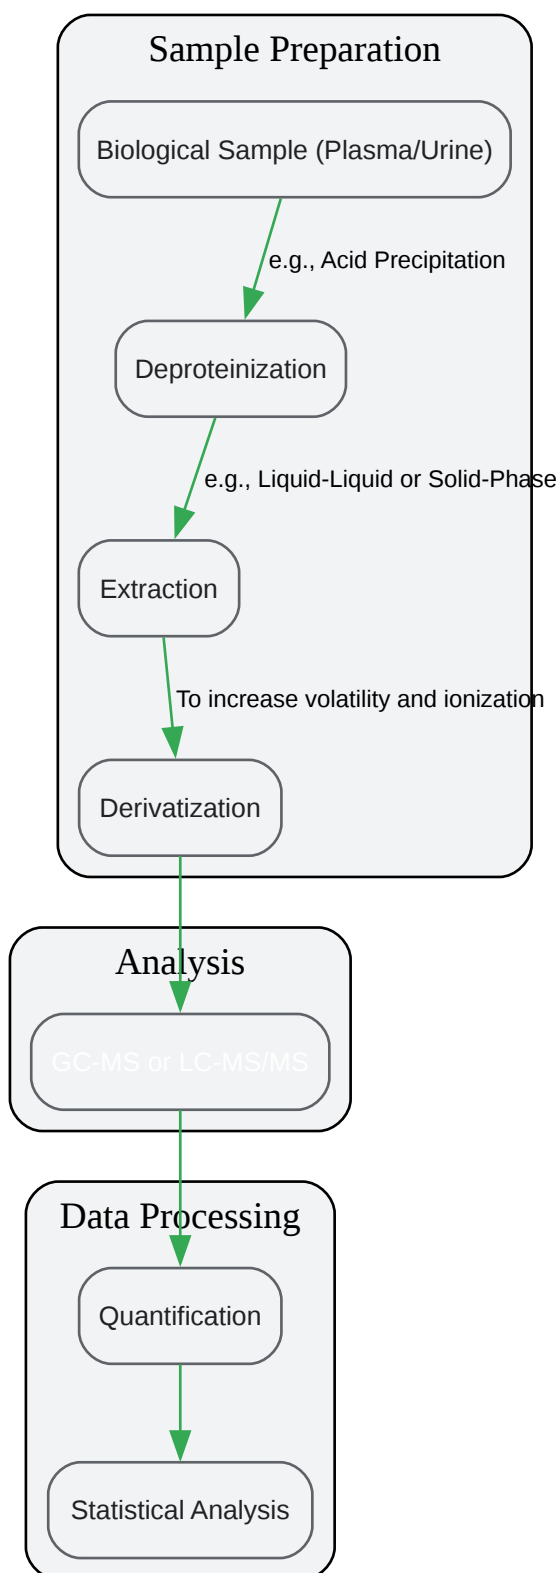 Sample Preparation
Biological Sample (Plasma/Urine)
e.g., Acid Precipitation
Deproteinization
e.g., Liquid-Liquid or Solid-Phase
Extraction
To increase volatility and ionization
Derivatization
Analysis
GC-MS or LC-MS/MS
Data Processing
Quantification
Statistical Analysis